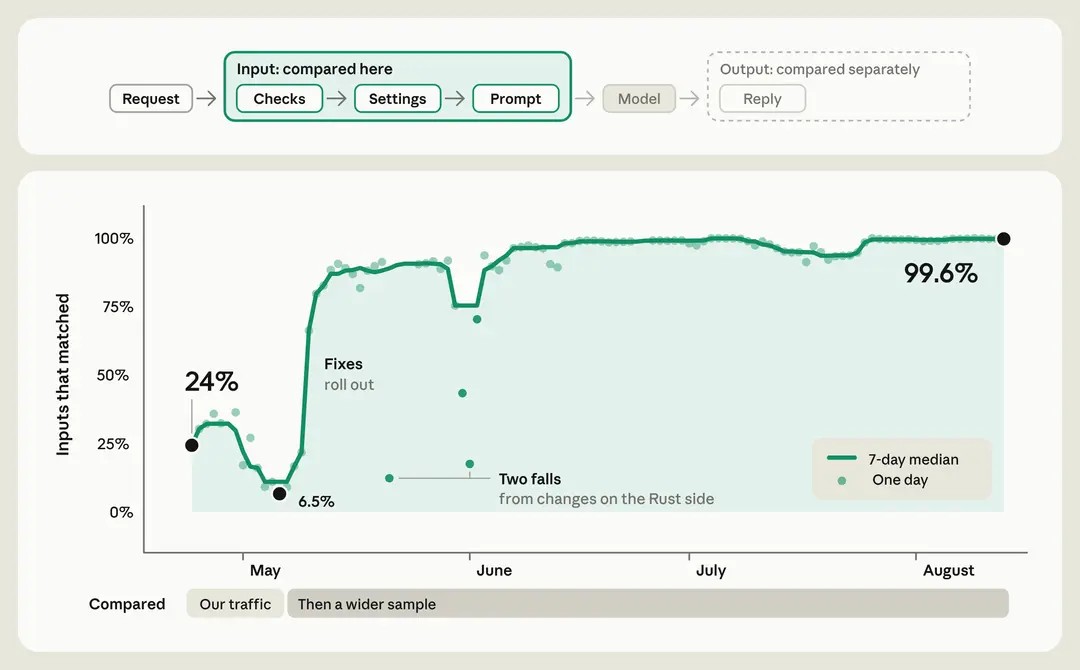 Input: compared here
Output: compared separately
Request
Checks
Settings
Prompt
Model
Reply
Inputs that matched
100%
75%
50%
25%
0%
24%
6.5%
Fixes
roll out
Two falls
from changes on the Rust side
99.6%
7-day median
One day
May
June
July
August
Compared
Our traffic
Then a wider sample